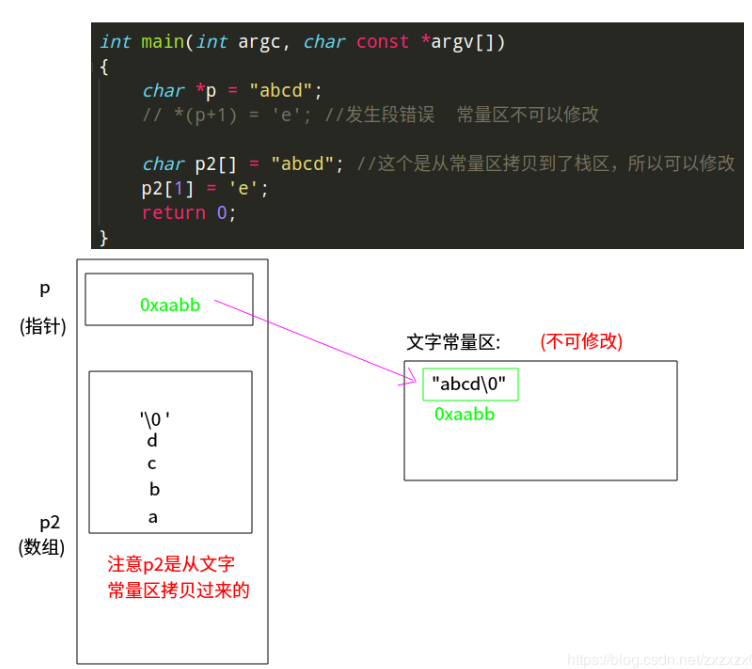 int main(int argc, char const *argv[])
{
char *p = "abcd";
// *(p+1) = 'e'; //发生段错误 常量区不可以修改
char p2[] = "abcd"; //这个是从常量区拷贝到了栈区，所以可以修改
p2[1] = 'e';
return 0;
}
p
(指针)
0xaabb
文字常量区:
(不可修改)
"abcd\0"
0xaabb
'\0 '
d
c
b
a
p2
(数组)
注意p2是从文字
常量区拷贝过来的
https://blog.csdn.net/zxzxzxl